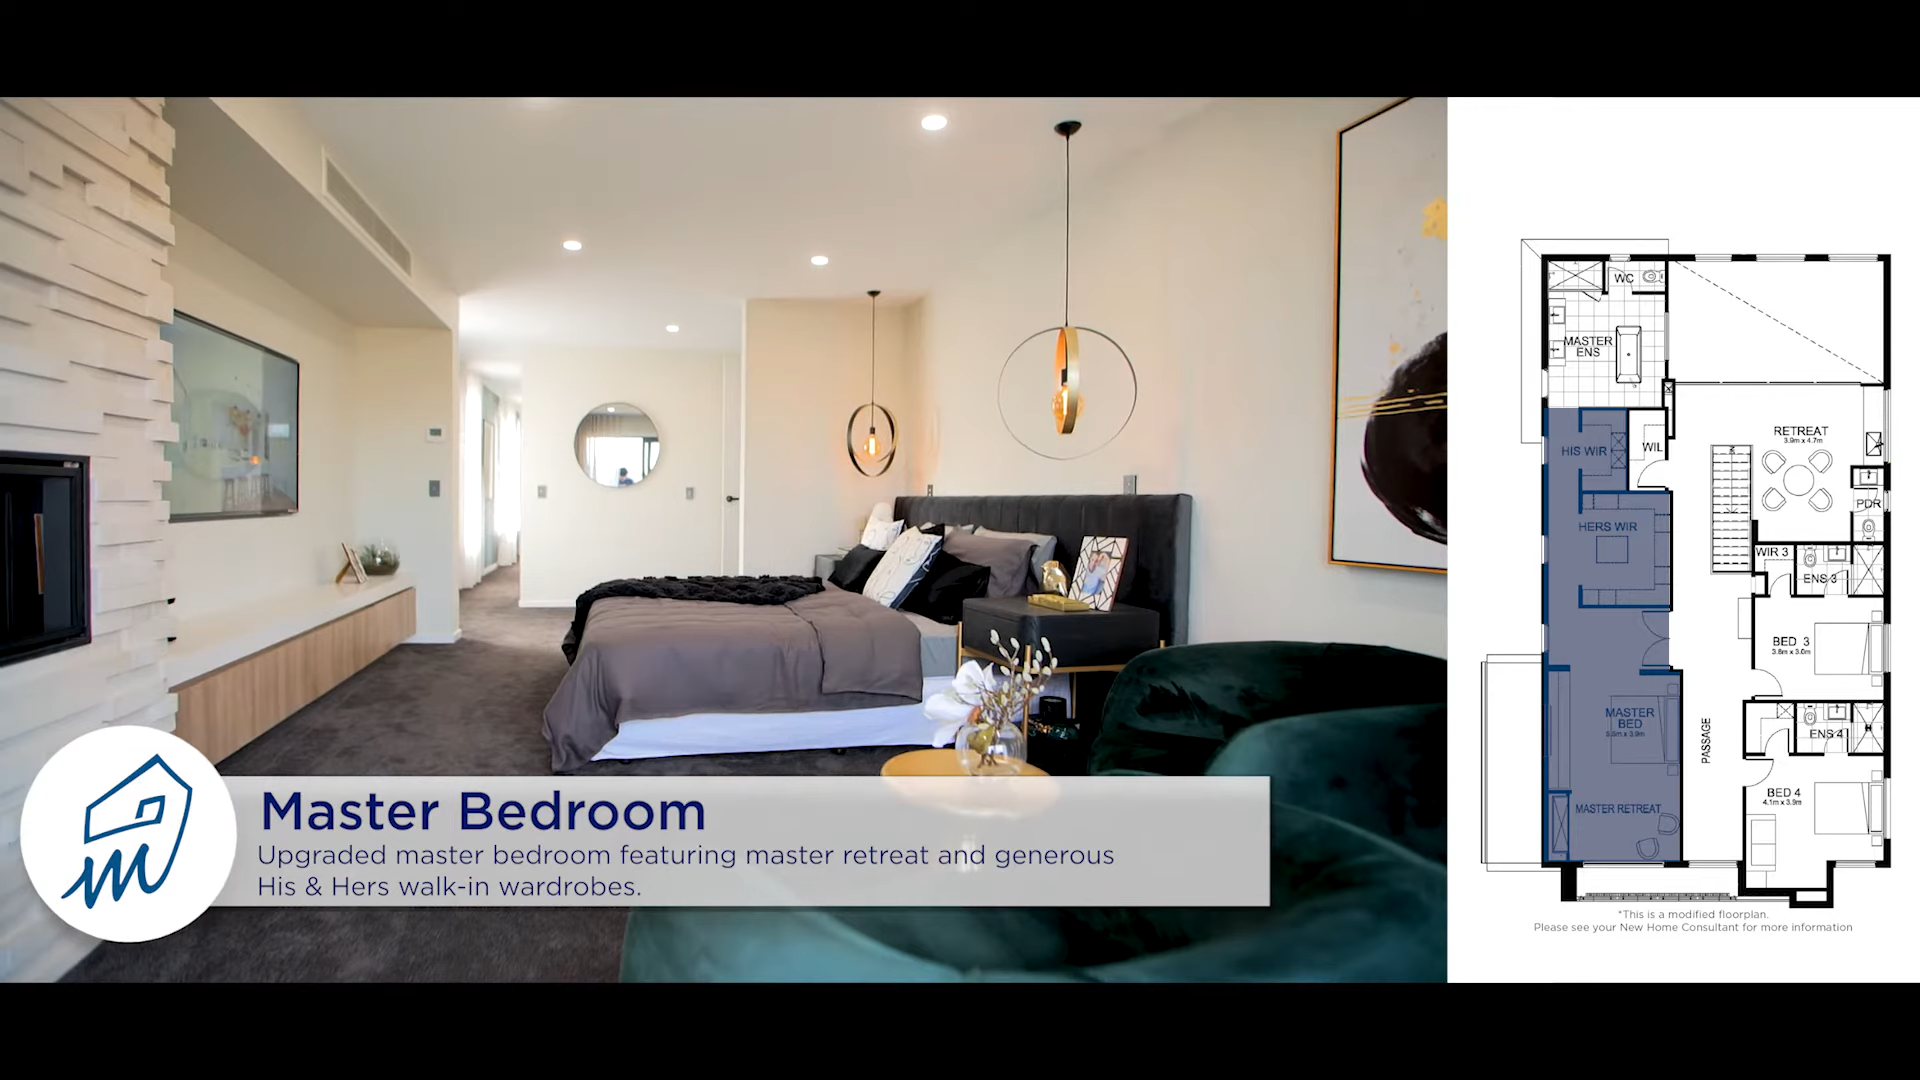 Master Bedroom
Upgraded master bedroom featuring master retreat and generous
His & Hers walk-in wardrobes.
m
WC
MASTER
ENS
HIS WIR
WIL
RETREAT
3.9m x 4.7m
HERS WIR
PDR
WIR 3
ENS 3
BED 3
3.8m x 3.0m
MASTER
BED
PASSAGE
ENS 4
BED 4
4.1m x 3.9m
MASTER RETREAT
*This is a modified floorplan.
Please see your New Home Consultant for more information